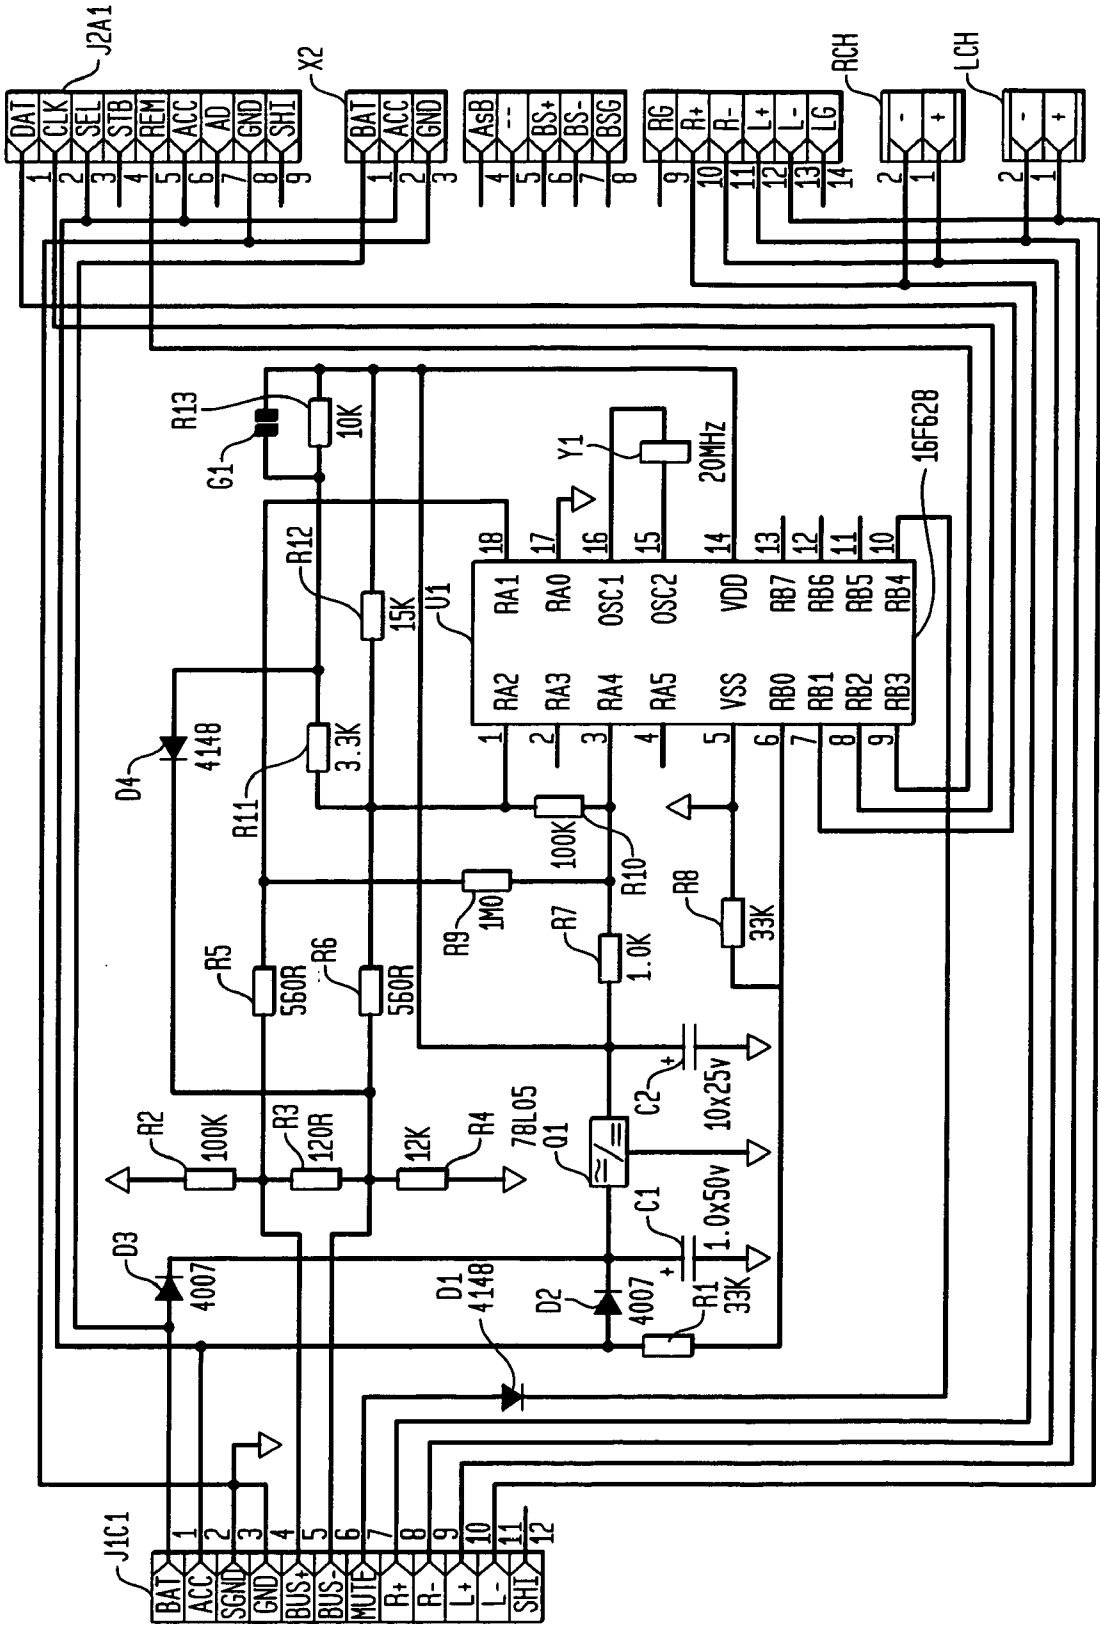 J1C1
BAT 1
ACC 2
SGND 3
GND 4
BUS+ 5
BUS- 6
MUTE 7
R+ 8
R- 9
L+ 10
L- 11
SHI 12
D3
4007
D1
4148
D2
4007
R1
33K
C1
+
1.0x50v
R2
100K
R3
120R
12K
R4
78L05
Q1
C2
+
10x25v
R5
560R
R6
560R
R7
1.0K
R8
33K
R9
1M0
100K
R10
D4
4148
R11
3.3K
R12
15K
G1
R13
10K
U1
RA2 1
RA3 2
RA4 3
RA5 4
VSS 5
RB0 6
RB1 7
RB2 8
RB3 9
RA1 18
RA0 17
OSC1 16
OSC2 15
VDD 14
RB7 13
RB6 12
RB5 11
RB4 10
16F628
Y1
20MHz
J2A1
DAT 1
CLK 2
SEL 3
STB 4
REM 5
ACC 6
AD 7
GND 8
SHI 9
X2
BAT 1
ACC 2
GND 3
AsB 4
-- 5
BS+ 6
BS- 7
BSG 8
RG 9
R+ 10
R- 11
L+ 12
L- 13
LG 14
RCH
- 2
+ 1
LCH
- 2
+ 1